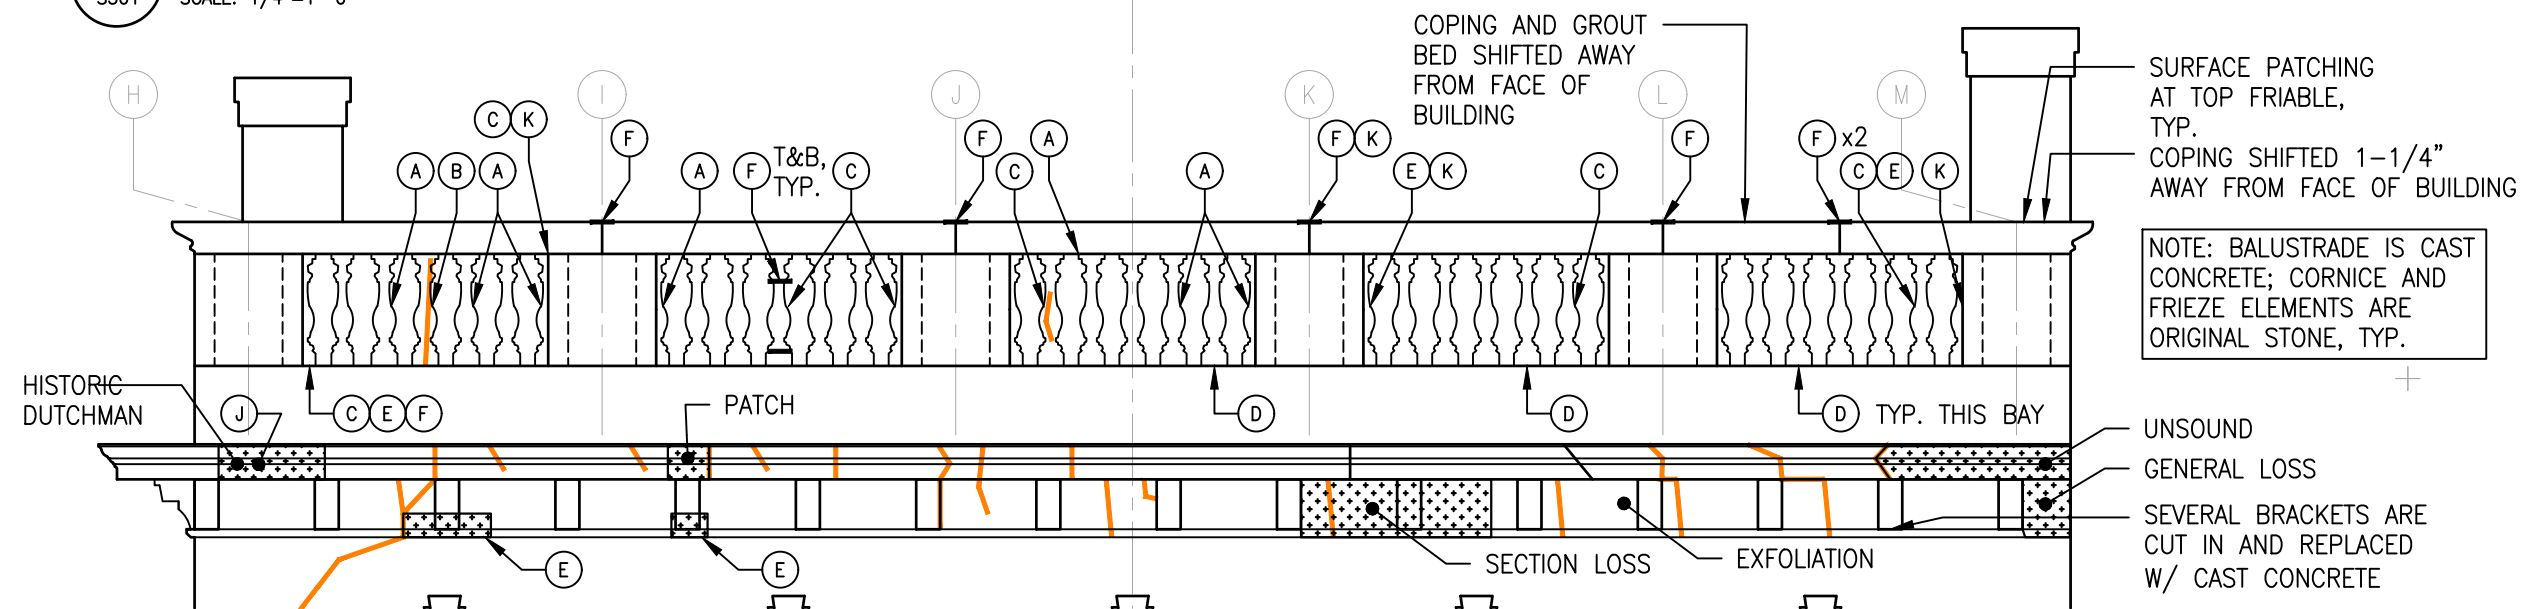 COPING AND GROUT
BED SHIFTED AWAY
FROM FACE OF
BUILDING
SURFACE PATCHING
AT TOP FRIABLE,
TYP.
COPING SHIFTED 1-1/4"
AWAY FROM FACE OF BUILDING
H
I
J
K
L
M
C K
F
F
A
F K
F
F x2
A B A
A
F T&B,
TYP.
C
C
A
E K
C
C E K
NOTE: BALUSTRADE IS CAST
CONCRETE; CORNICE AND
FRIEZE ELEMENTS ARE
ORIGINAL STONE, TYP.
HISTORIC
DUTCHMAN
J
C E F
PATCH
D
D
D TYP. THIS BAY
UNSOUND
GENERAL LOSS
SEVERAL BRACKETS ARE
CUT IN AND REPLACED
W/ CAST CONCRETE
E
E
SECTION LOSS
EXFOLIATION